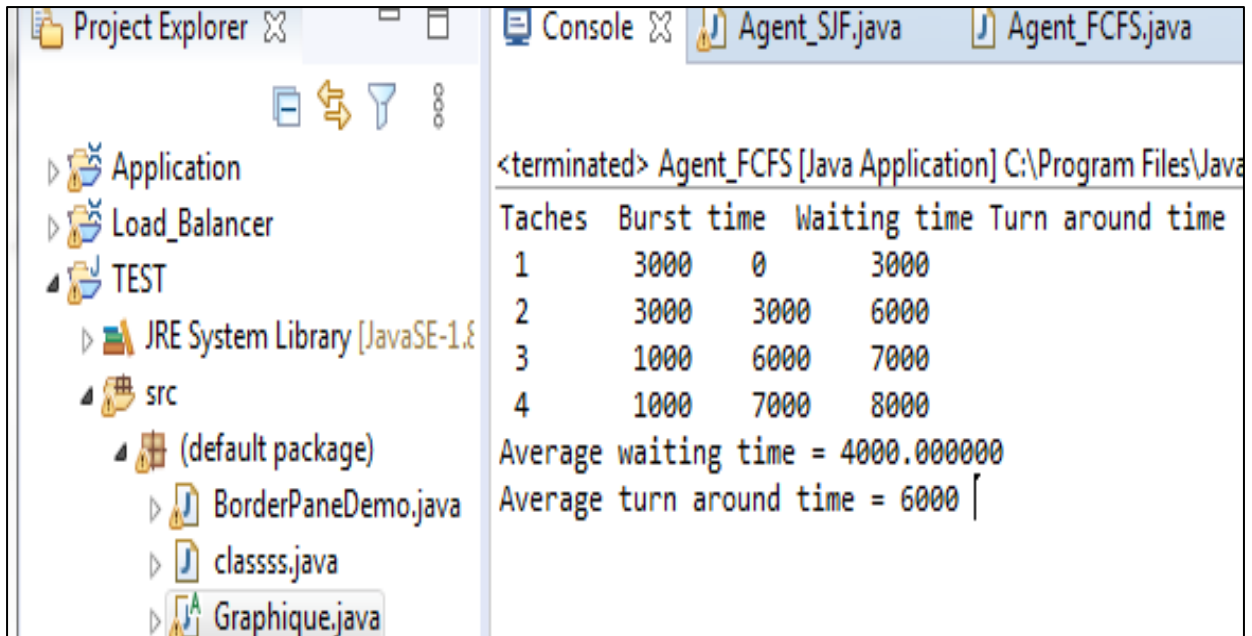 Project Explorer
Console Agent_SJF.java Agent_FCFS.java
Application
Load_Balancer
TEST
JRE System Library [JavaSE-1.8
src
(default package)
BorderPaneDemo.java
classss.java
Graphique.java
<terminated> Agent_FCFS [Java Application] C:\Program Files\Java
Taches Burst time Waiting time Turn around time
1 3000 0 3000
2 3000 3000 6000
3 1000 6000 7000
4 1000 7000 8000
Average waiting time = 4000.000000
Average turn around time = 6000